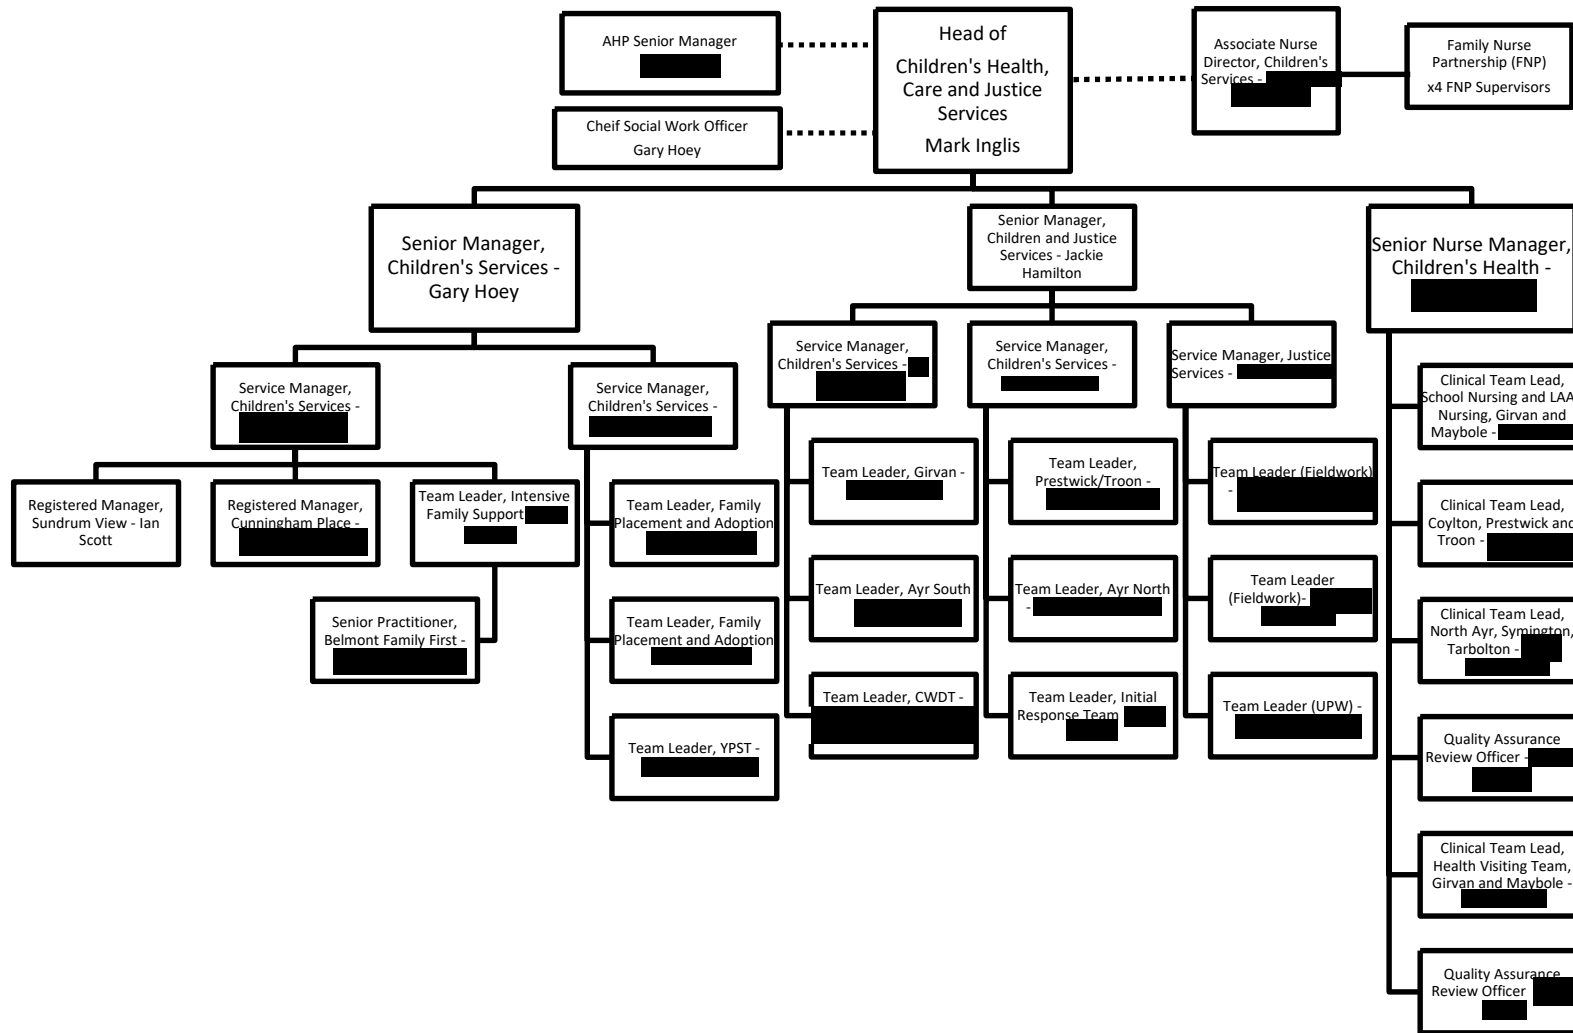 AHP Senior Manager
Cheif Social Work Officer
Gary Hoey
Head of
Children's Health,
Care and Justice
Services
Mark Inglis
Associate Nurse
Director, Children's
Services -
Family Nurse
Partnership (FNP)
x4 FNP Supervisors
Senior Manager,
Children's Services -
Gary Hoey
Senior Manager,
Children and Justice
Services - Jackie
Hamilton
Senior Nurse Manager,
Children's Health -
Service Manager,
Children's Services -
Service Manager,
Children's Services -
Service Manager,
Children's Services -
Service Manager,
Children's Services -
Service Manager, Justice
Services -
Registered Manager,
Sundrum View - Ian
Scott
Registered Manager,
Cunningham Place -
Team Leader, Intensive
Family Support
Senior Practitioner,
Belmont Family First -
Team Leader, Family
Placement and Adoption
Team Leader, Family
Placement and Adoption
Team Leader, YPST -
Team Leader, Girvan -
Team Leader, Ayr South
Team Leader, CWDT -
Team Leader,
Prestwick/Troon -
Team Leader, Ayr North
-
Team Leader, Initial
Response Team
Team Leader (Fieldwork)
-
Team Leader
(Fieldwork)-
Team Leader (UPW) -
Clinical Team Lead,
School Nursing and LAA
Nursing, Girvan and
Maybole -
Clinical Team Lead,
Coylton, Prestwick and
Troon -
Clinical Team Lead,
North Ayr, Symington,
Tarbolton -
Quality Assurance
Review Officer -
Clinical Team Lead,
Health Visiting Team,
Girvan and Maybole -
Quality Assurance
Review Officer